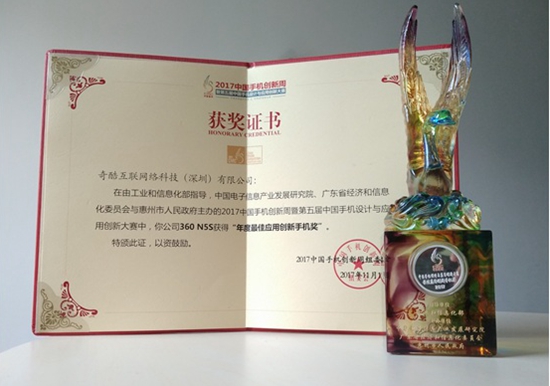 2017中国手机创新周
获奖证书
HONORARY CREDENTIAL
奇酷互联网络科技（深圳）有限公司：
在由工业和信息化部指导，中国电子信息产业发展研究院、广东省经济和信息
化委员会与惠州市人民政府主办的2017中国手机创新周暨第五届中国手机设计与应
用创新大赛中，你公司360 N5S获得“年度最佳应用创新手机奖”。
特颁此证，以资鼓励。
2017中国手机创新周组委
2017年11月